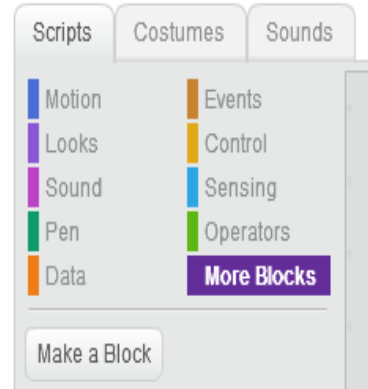 Scripts Costumes Sounds
Motion Events
Looks Control
Sound Sensing
Pen Operators
Data More Blocks
Make a Block